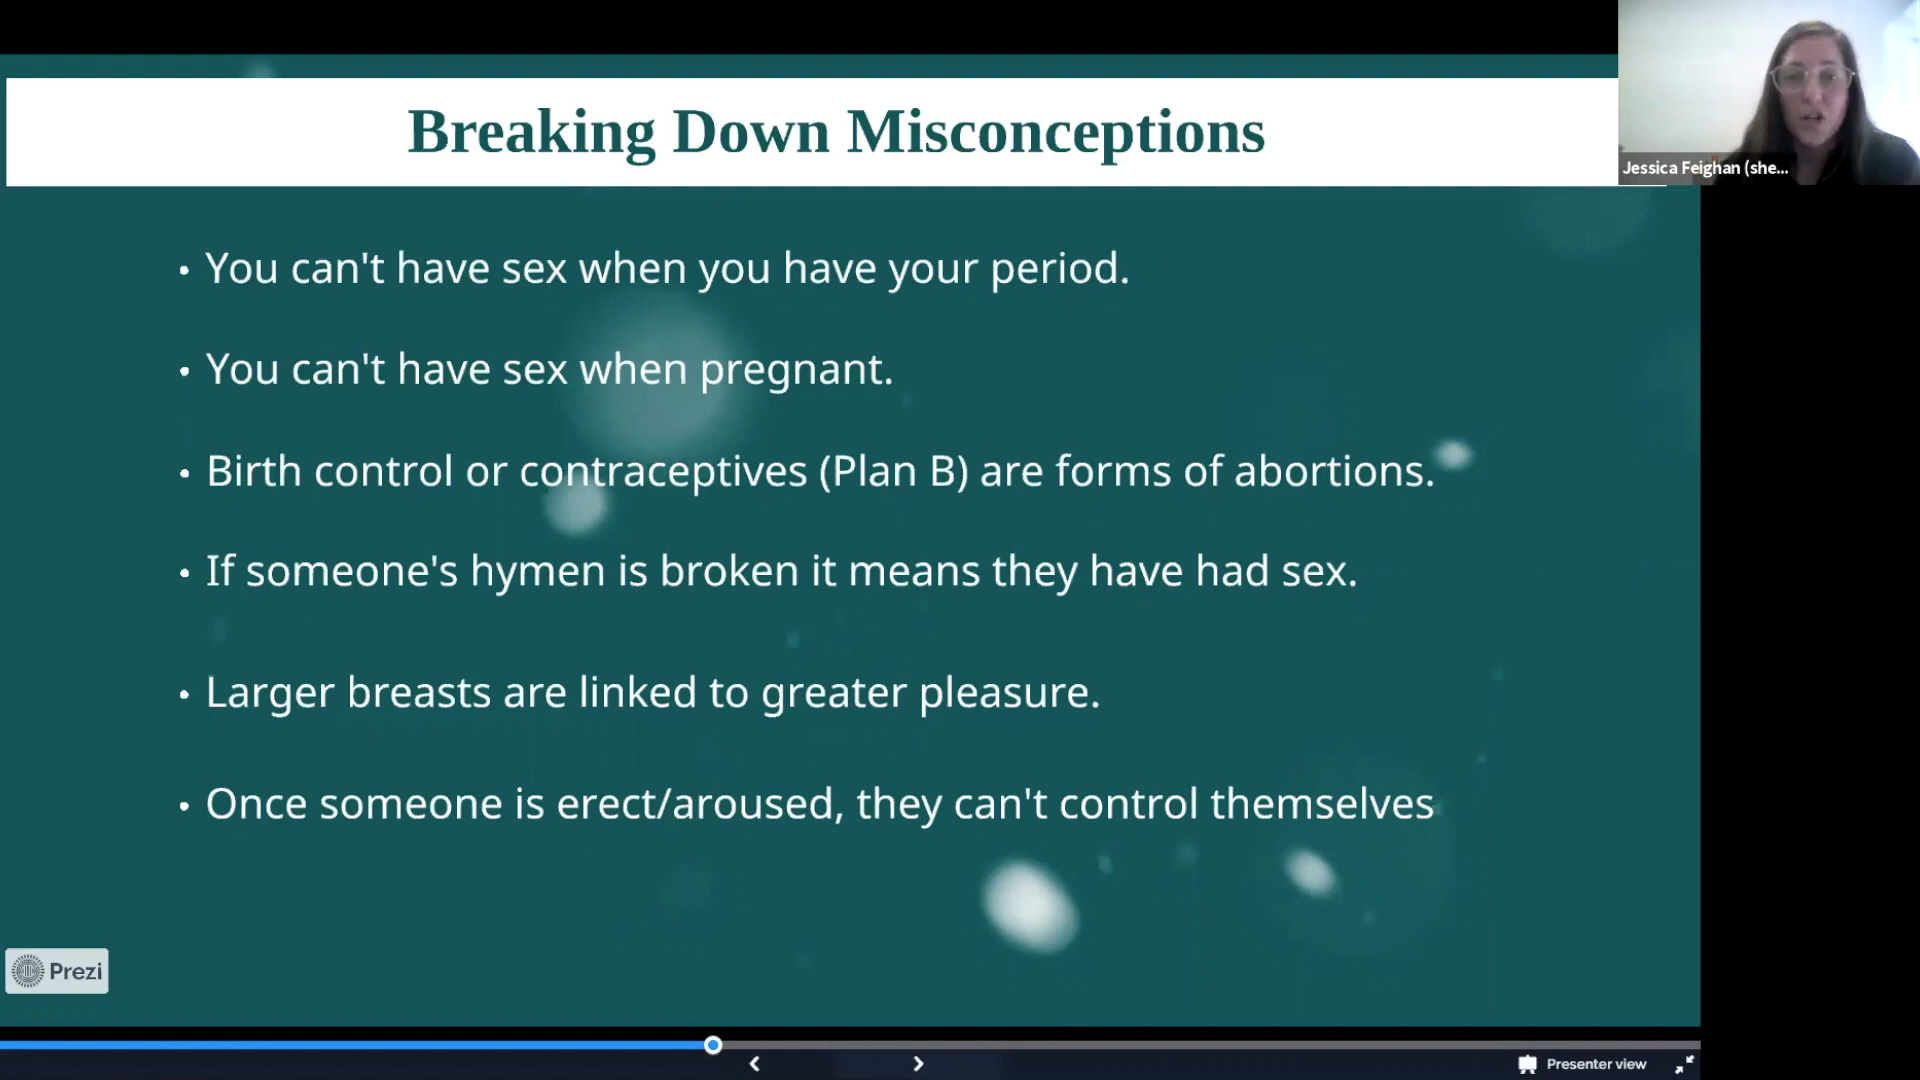 Breaking Down Misconceptions
Jessica Feighan (she...
• You can't have sex when you have your period.
• You can't have sex when pregnant.
• Birth control or contraceptives (Plan B) are forms of abortions.
• If someone's hymen is broken it means they have had sex.
• Larger breasts are linked to greater pleasure.
• Once someone is erect/aroused, they can't control themselves
Prezi
Presenter view